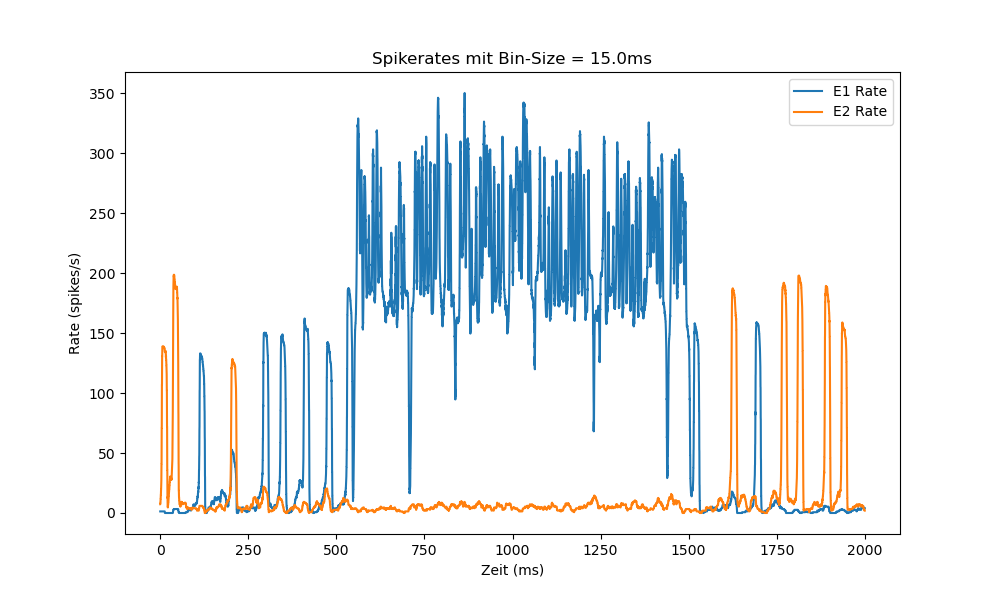 Spikerates mit Bin-Size = 15.0ms
E1 Rate
E2 Rate
350
300
250
200
150
100
50
0
Rate (spikes/s)
0 250 500 750 1000 1250 1500 1750 2000
Zeit (ms)